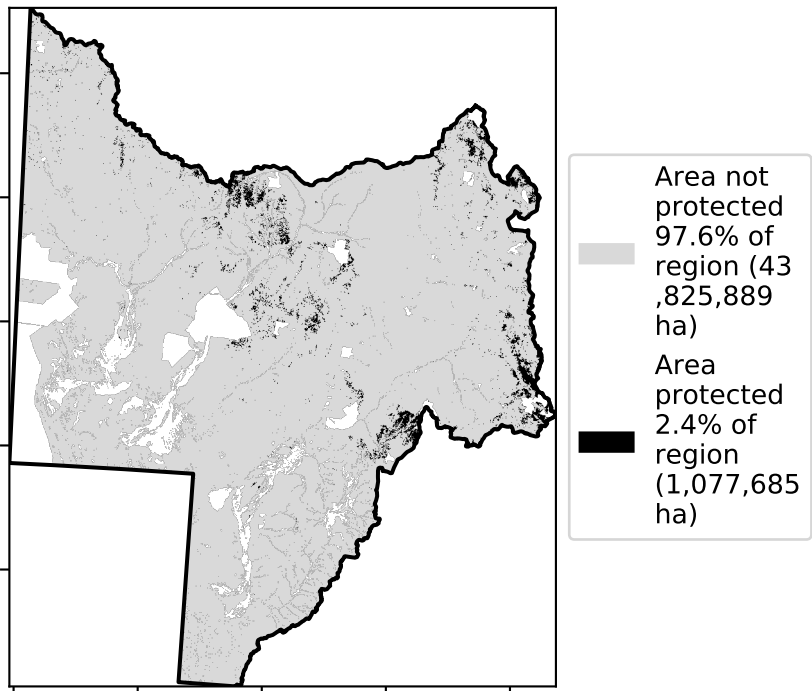 Area not
protected
97.6% of
region (43
,825,889
ha)
Area
protected
2.4% of
region
(1,077,685
ha)